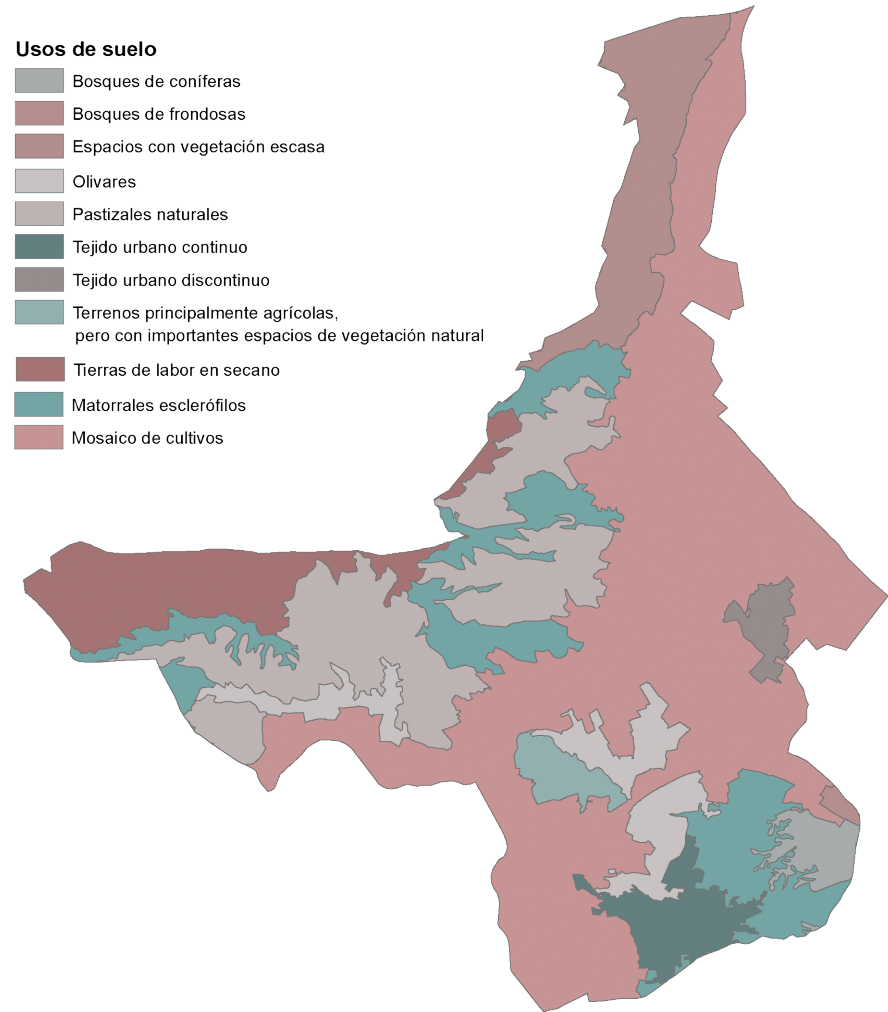 Usos de suelo
Bosques de coníferas
Bosques de frondosas
Espacios con vegetación escasa
Olivares
Pastizales naturales
Tejido urbano continuo
Tejido urbano discontinuo
Terrenos principalmente agrícolas,
pero con importantes espacios de vegetación natural
Tierras de labor en secano
Matorrales esclerófilos
Mosaico de cultivos